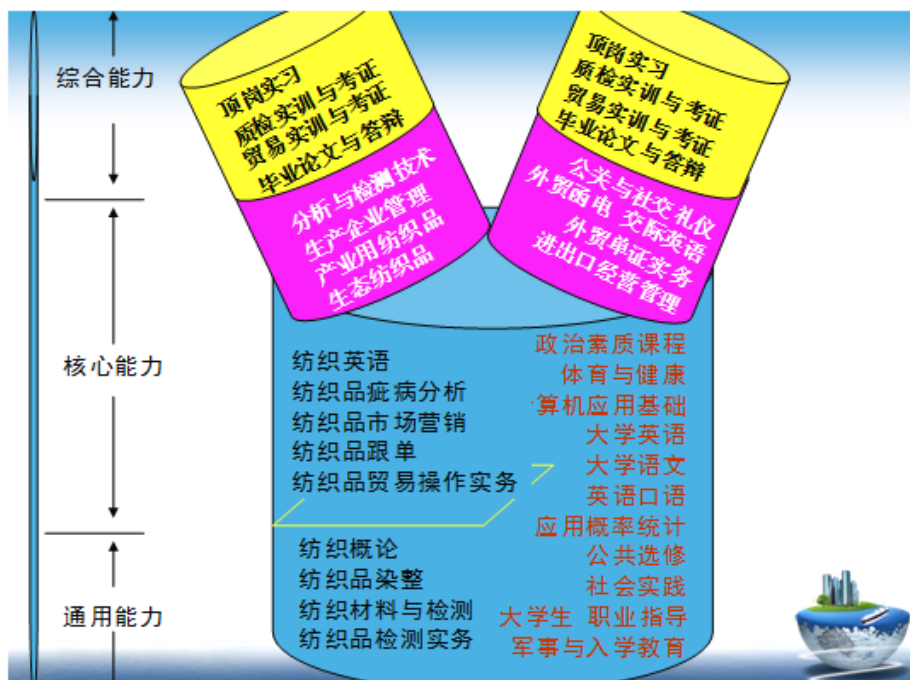 综合能力
核心能力
通用能力
顶岗实习
质检实训与考证
贸易实训与考证
毕业论文与答辩
分析与检测技术
生产企业管理
产业用纺织品
生态纺织品
顶岗实习
质检实训与考证
贸易实训与考证
毕业论文与答辩
公关与社交礼仪
外贸函电 交际英语
外贸单证实务
进出口经营管理
纺织英语
纺织品疵病分析
纺织品市场营销
纺织品跟单
纺织品贸易操作实务
纺织概论
纺织品染整
纺织材料与检测
纺织品检测实务
政治素质课程
体育与健康
算机应用基础
大学英语
大学语文
英语口语
应用概率统计
公共选修
社会实践
大学生 职业指导
军事与入学教育